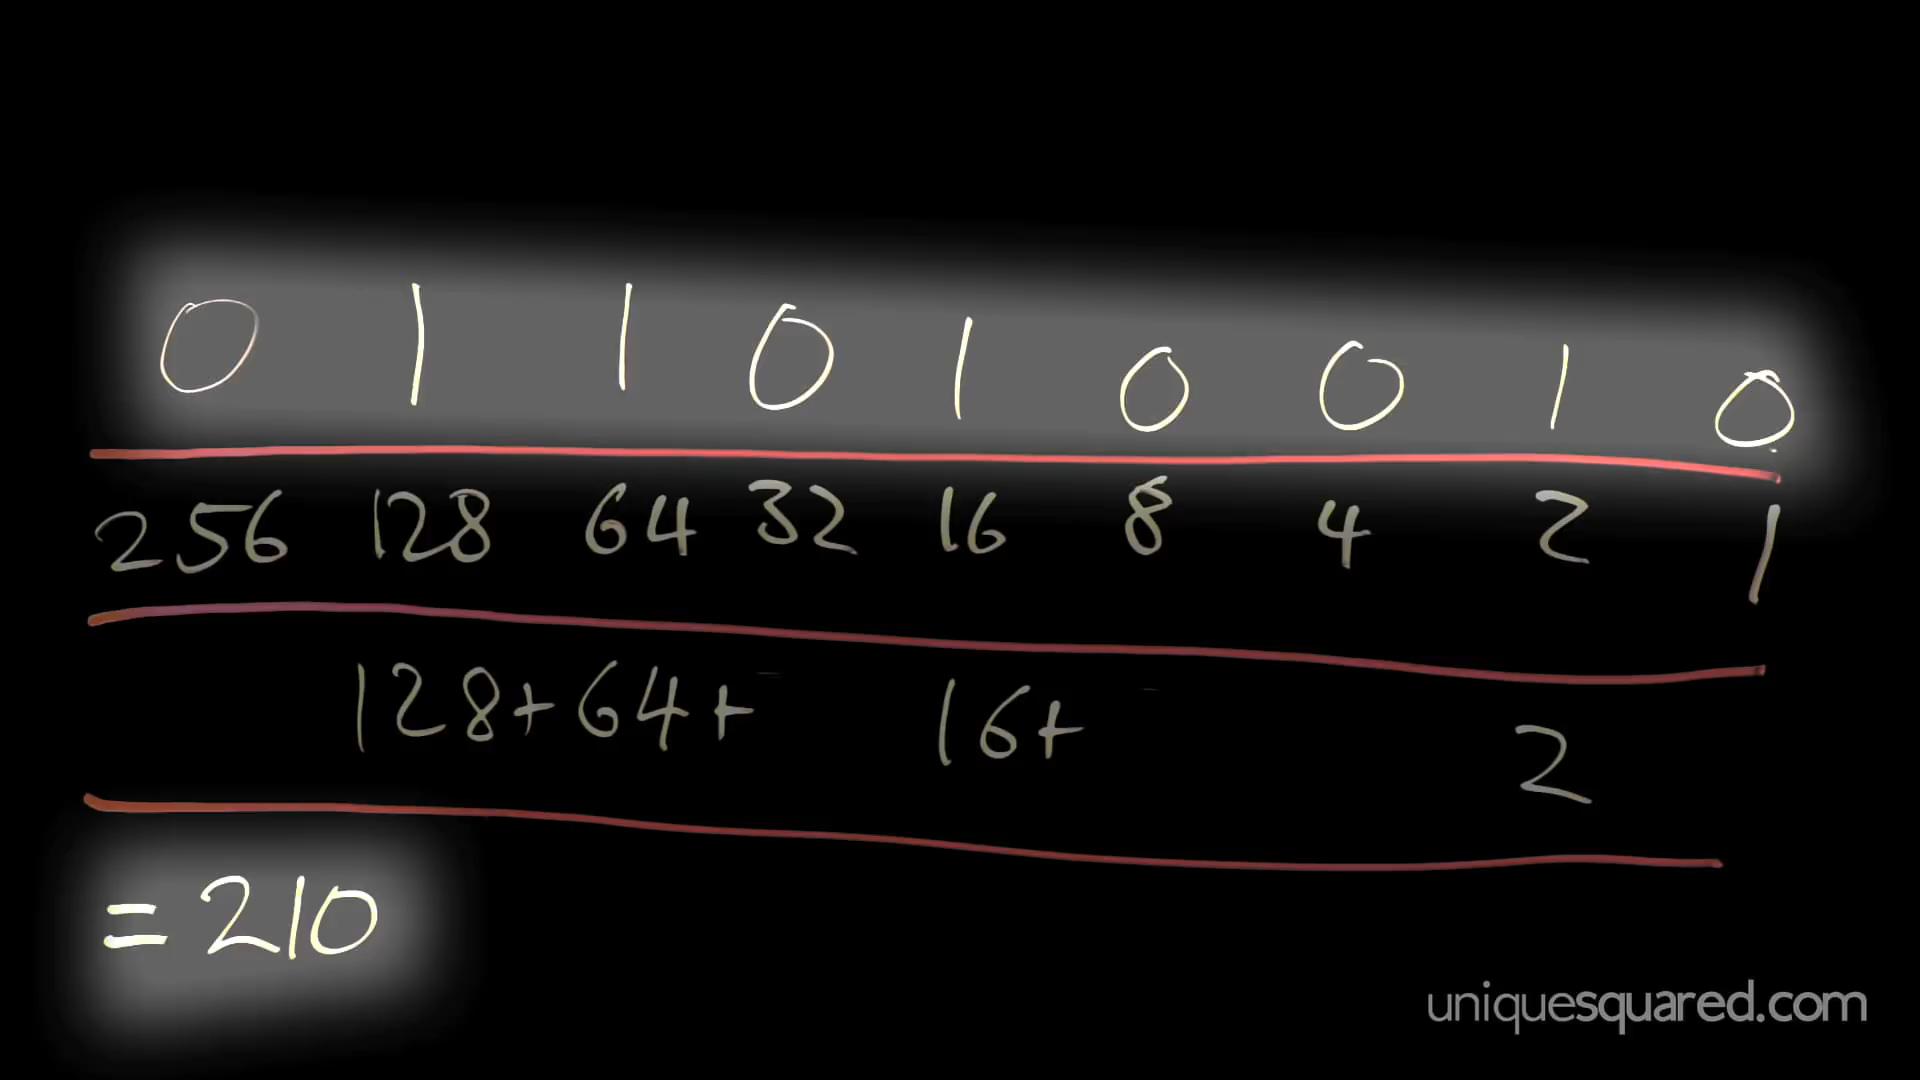 0 1 1 0 1 0 0 1 0
256 128 64 32 16 8 4 2 1
128+64+ 16+ 2
=210
uniquesquared.com